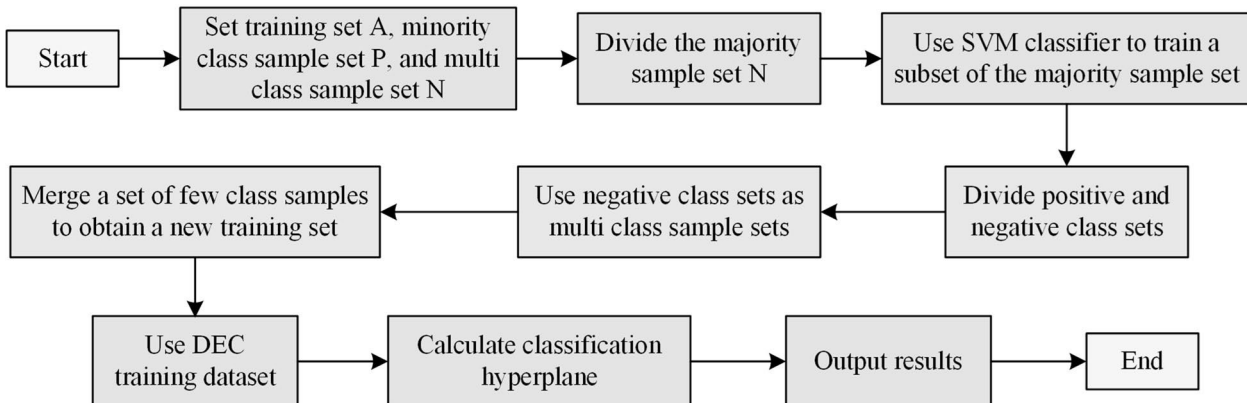 Start
Set training set A, minority
class sample set P, and multi
class sample set N
Divide the majority
sample set N
Use SVM classifier to train a
subset of the majority sample set
Divide positive and
negative class sets
Use negative class sets as
multi class sample sets
Merge a set of few class samples
to obtain a new training set
Use DEC
training dataset
Calculate classification
hyperplane
Output results
End